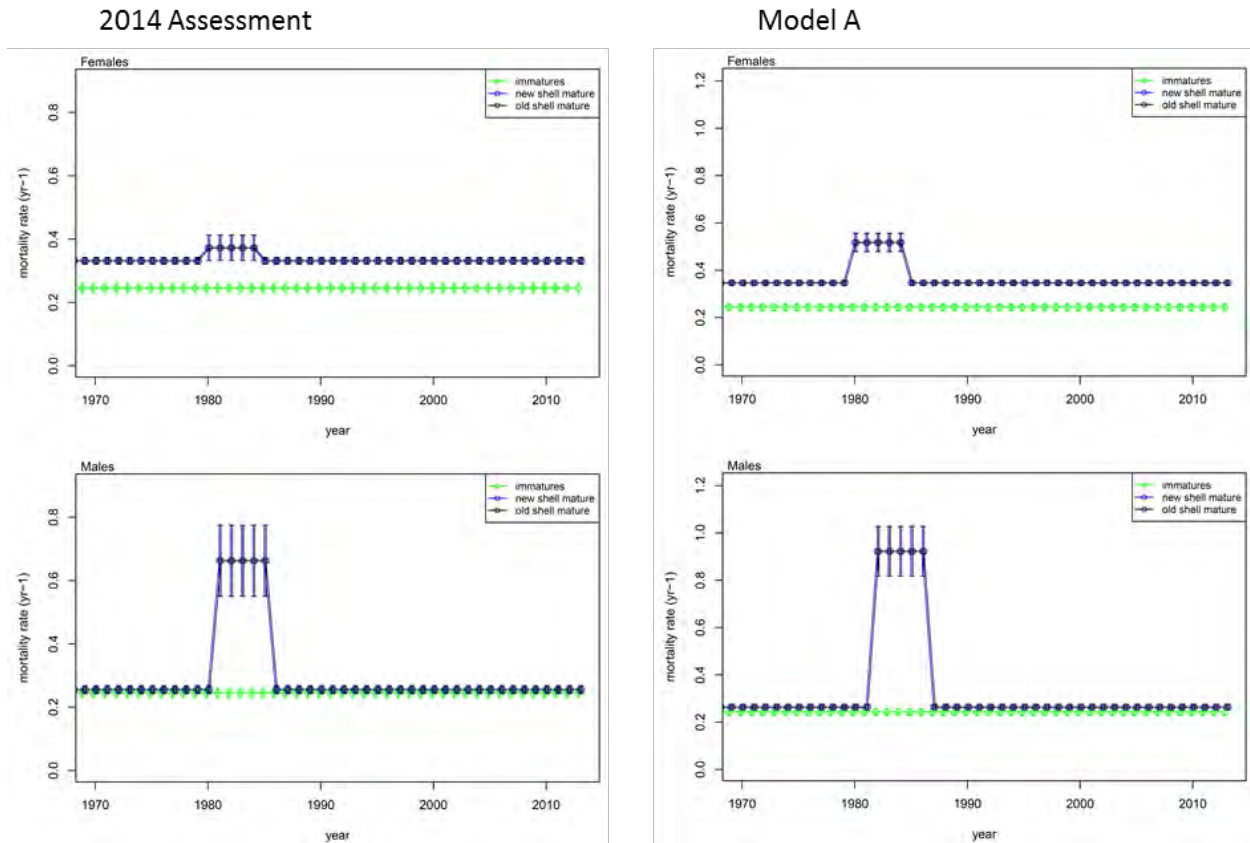 2014 Assessment
Model A
Females
immatures
new shell mature
old shell mature
mortality rate (yr-1)
0.0 0.2 0.4 0.6 0.8
1970 1980 1990 2000 2010
year
Females
immatures
new shell mature
old shell mature
mortality rate (yr-1)
0.0 0.2 0.4 0.6 0.8 1.0 1.2
1970 1980 1990 2000 2010
year
Males
immatures
new shell mature
old shell mature
mortality rate (yr-1)
0.0 0.2 0.4 0.6 0.8
1970 1980 1990 2000 2010
year
Males
immatures
new shell mature
old shell mature
mortality rate (yr-1)
0.0 0.2 0.4 0.6 0.8 1.0 1.2
1970 1980 1990 2000 2010
year